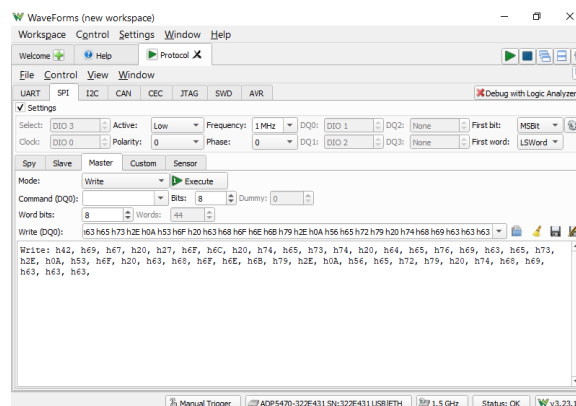 WaveForms (new workspace)
Workspace Control Settings Window Help
Welcome Help Protocol
File Control View Window
UART SPI I2C CAN CEC JTAG SWD AVR Debug with Logic Analyzer
Settings
Select: DIO 3 Active: Low Frequency: 1 MHz DQ0: DIO 1 DQ2: None First bit: MSBit
Clock: DIO 0 Polarity: 0 Phase: 0 DQ1: DIO 2 DQ3: None First word: LSWord
Spy Slave Master Custom Sensor
Mode: Write Execute
Command (DQ0): Bits: 8 Dummy: 0
Word bits: 8 Words: 44
Write (DQ0): h63 h65 h73 h2E h0A h53 h6F h20 h63 h68 h6F h6E h6B h79 h2E h0A h56 h65 h72 h79 h20 h74 h68 h69 h63 h63 h63
Write: h42, h69, h67, h20, h27, h6F, h6C, h20, h74, h65, h73, h74, h20, h64, h65, h76, h69, h63, h65, h73,
h2E, h0A, h53, h6F, h20, h63, h68, h6F, h6E, h6B, h79, h2E, h0A, h56, h65, h72, h79, h20, h74, h68, h69,
h63, h63, h63,
Manual Trigger ADP5470-322E431 SN:322E431 USB|ETH 1.5 GHz Status: OK v3.23.1